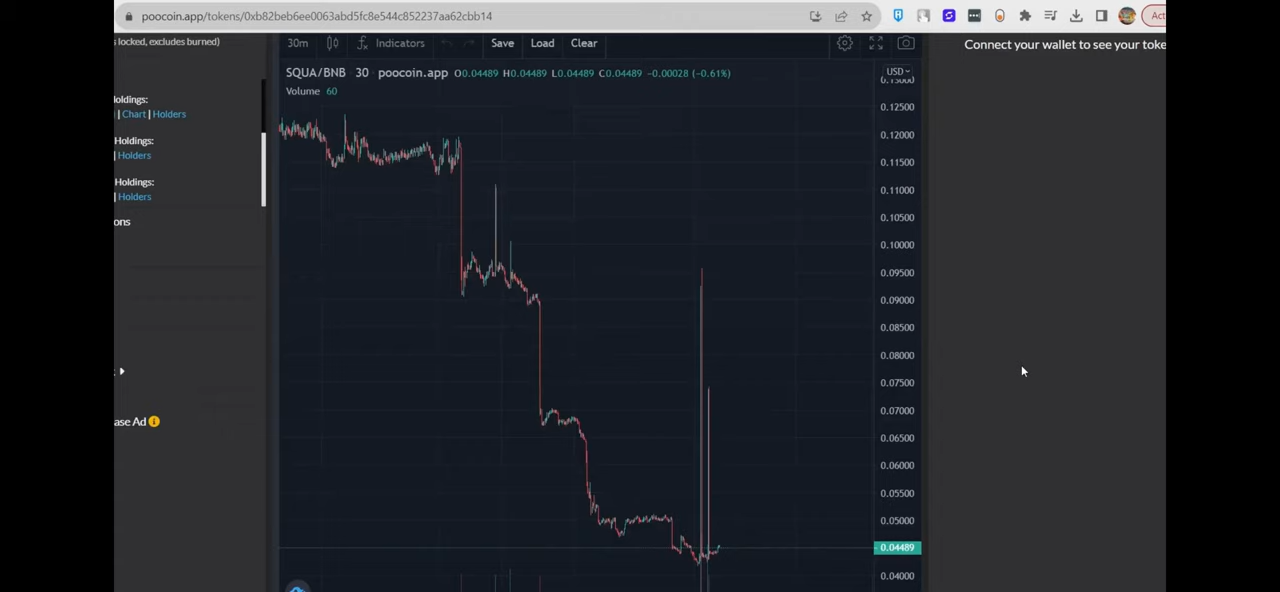 poocoin.app/tokens/0xb82beb6ee0063abd5fc8e544c852237aa62cbb14
Act
s locked, excludes burned)
oldings:
| Chart | Holders
Holdings:
| Holders
Holdings:
| Holders
ons
ase Ad
30m Indicators Save Load Clear
SQUA/BNB · 30 · poocoin.app O0.04489 H0.04489 L0.04489 C0.04489 −0.00028 (−0.61%)
Volume 60
USD
0.13000
0.12500
0.12000
0.11500
0.11000
0.10500
0.10000
0.09500
0.09000
0.08500
0.08000
0.07500
0.07000
0.06500
0.06000
0.05500
0.05000
0.04489
0.04000
Connect your wallet to see your toke